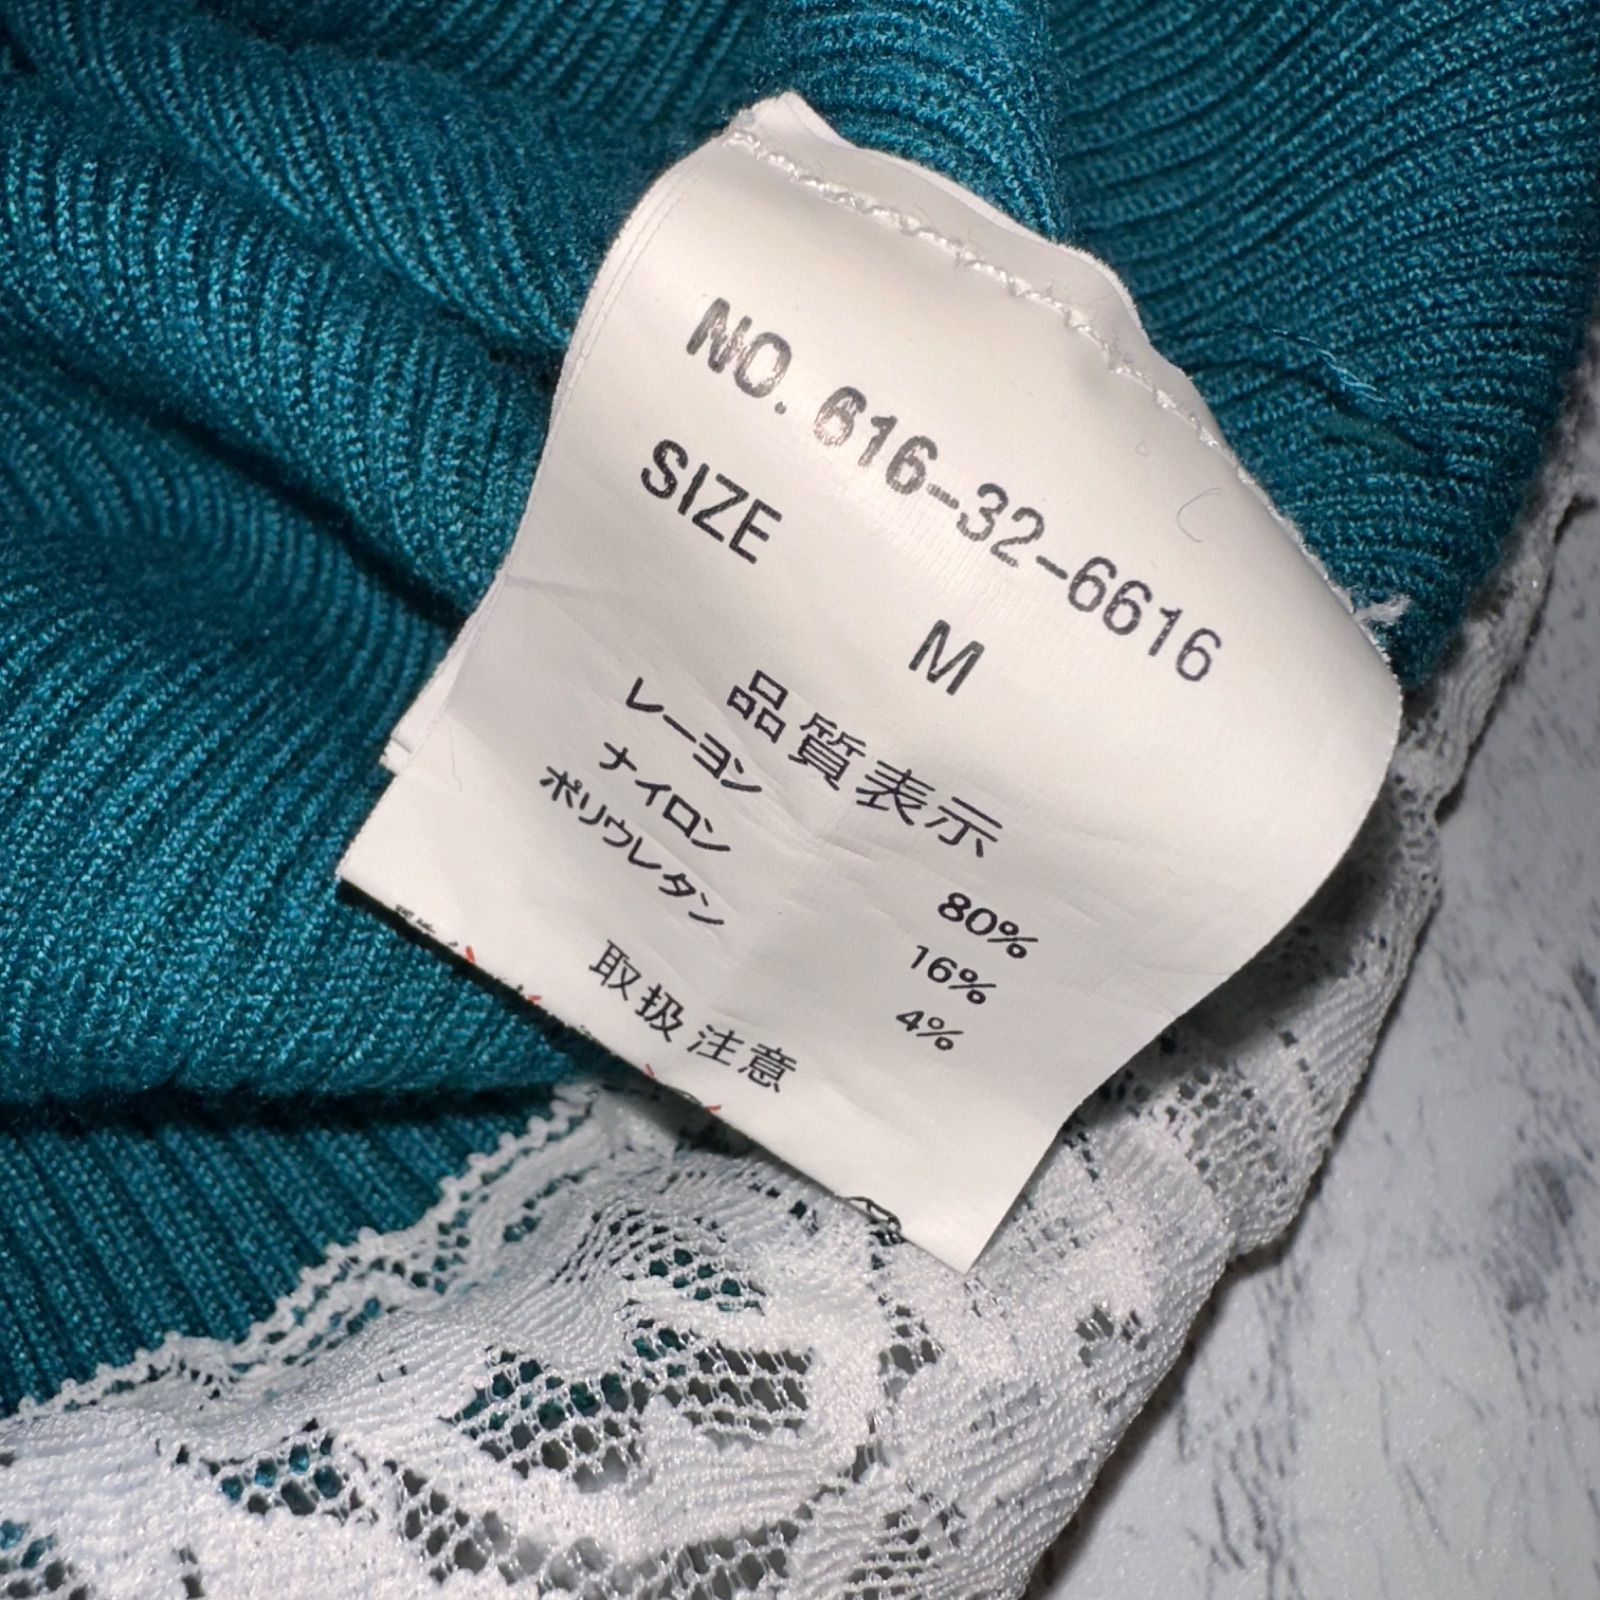 NO. 616-32-6616
SIZE M
品質表示
レーヨン 80%
ナイロン 16%
ポリウレタン 4%
取扱注意